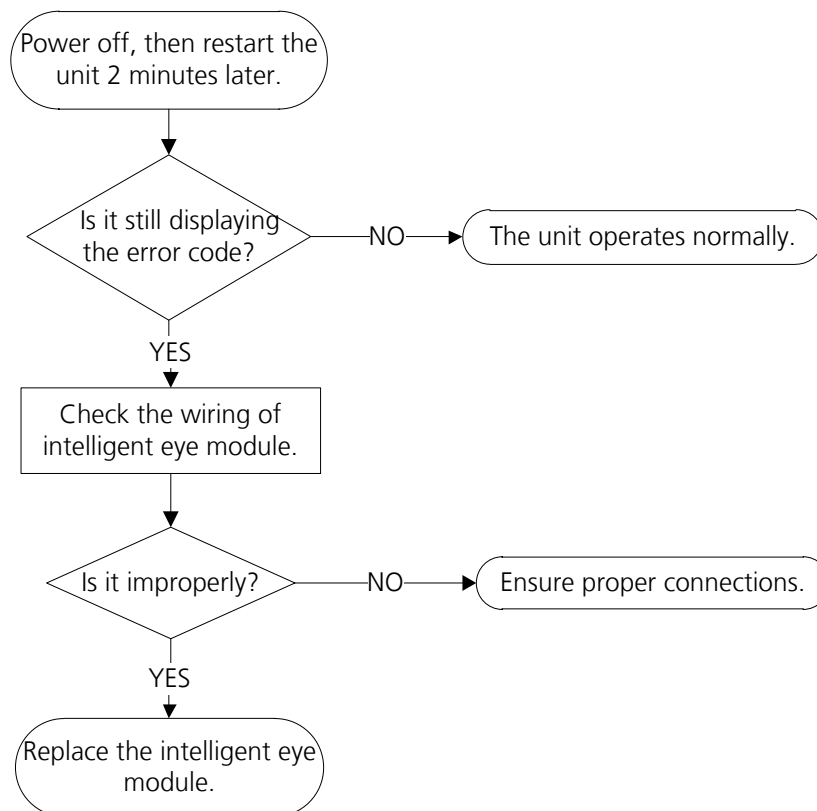 Power off, then restart the
unit 2 minutes later.
Is it still displaying
the error code?
NO
The unit operates normally.
YES
Check the wiring of
intelligent eye module.
Is it improperly?
NO
Ensure proper connections.
YES
Replace the intelligent eye
module.